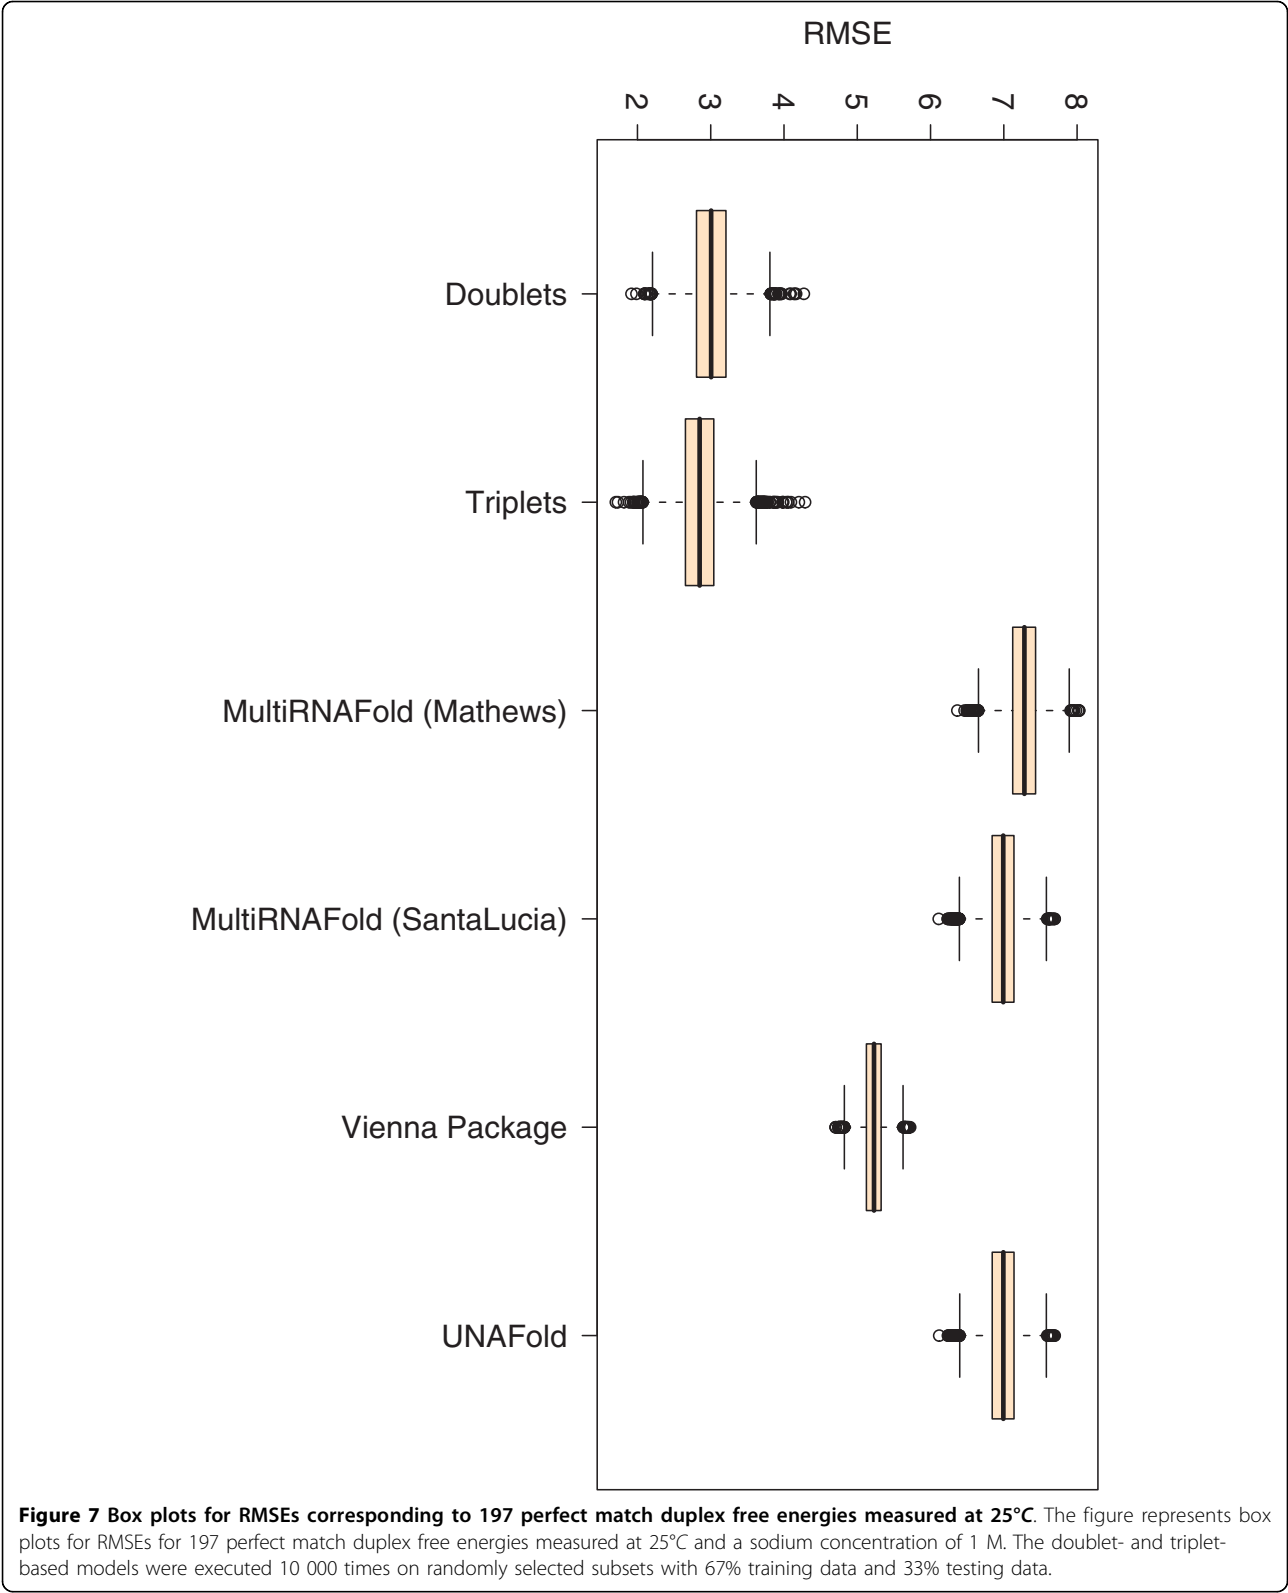 RMSE
2 3 4 5 6 7 8
Doublets
Triplets
MultiRNAFold (Mathews)
MultiRNAFold (SantaLucia)
Vienna Package
UNAFold
Figure 7 Box plots for RMSEs corresponding to 197 perfect match duplex free energies measured at 25°C. The figure represents box
plots for RMSEs for 197 perfect match duplex free energies measured at 25°C and a sodium concentration of 1 M. The doublet- and triplet-
based models were executed 10 000 times on randomly selected subsets with 67% training data and 33% testing data.